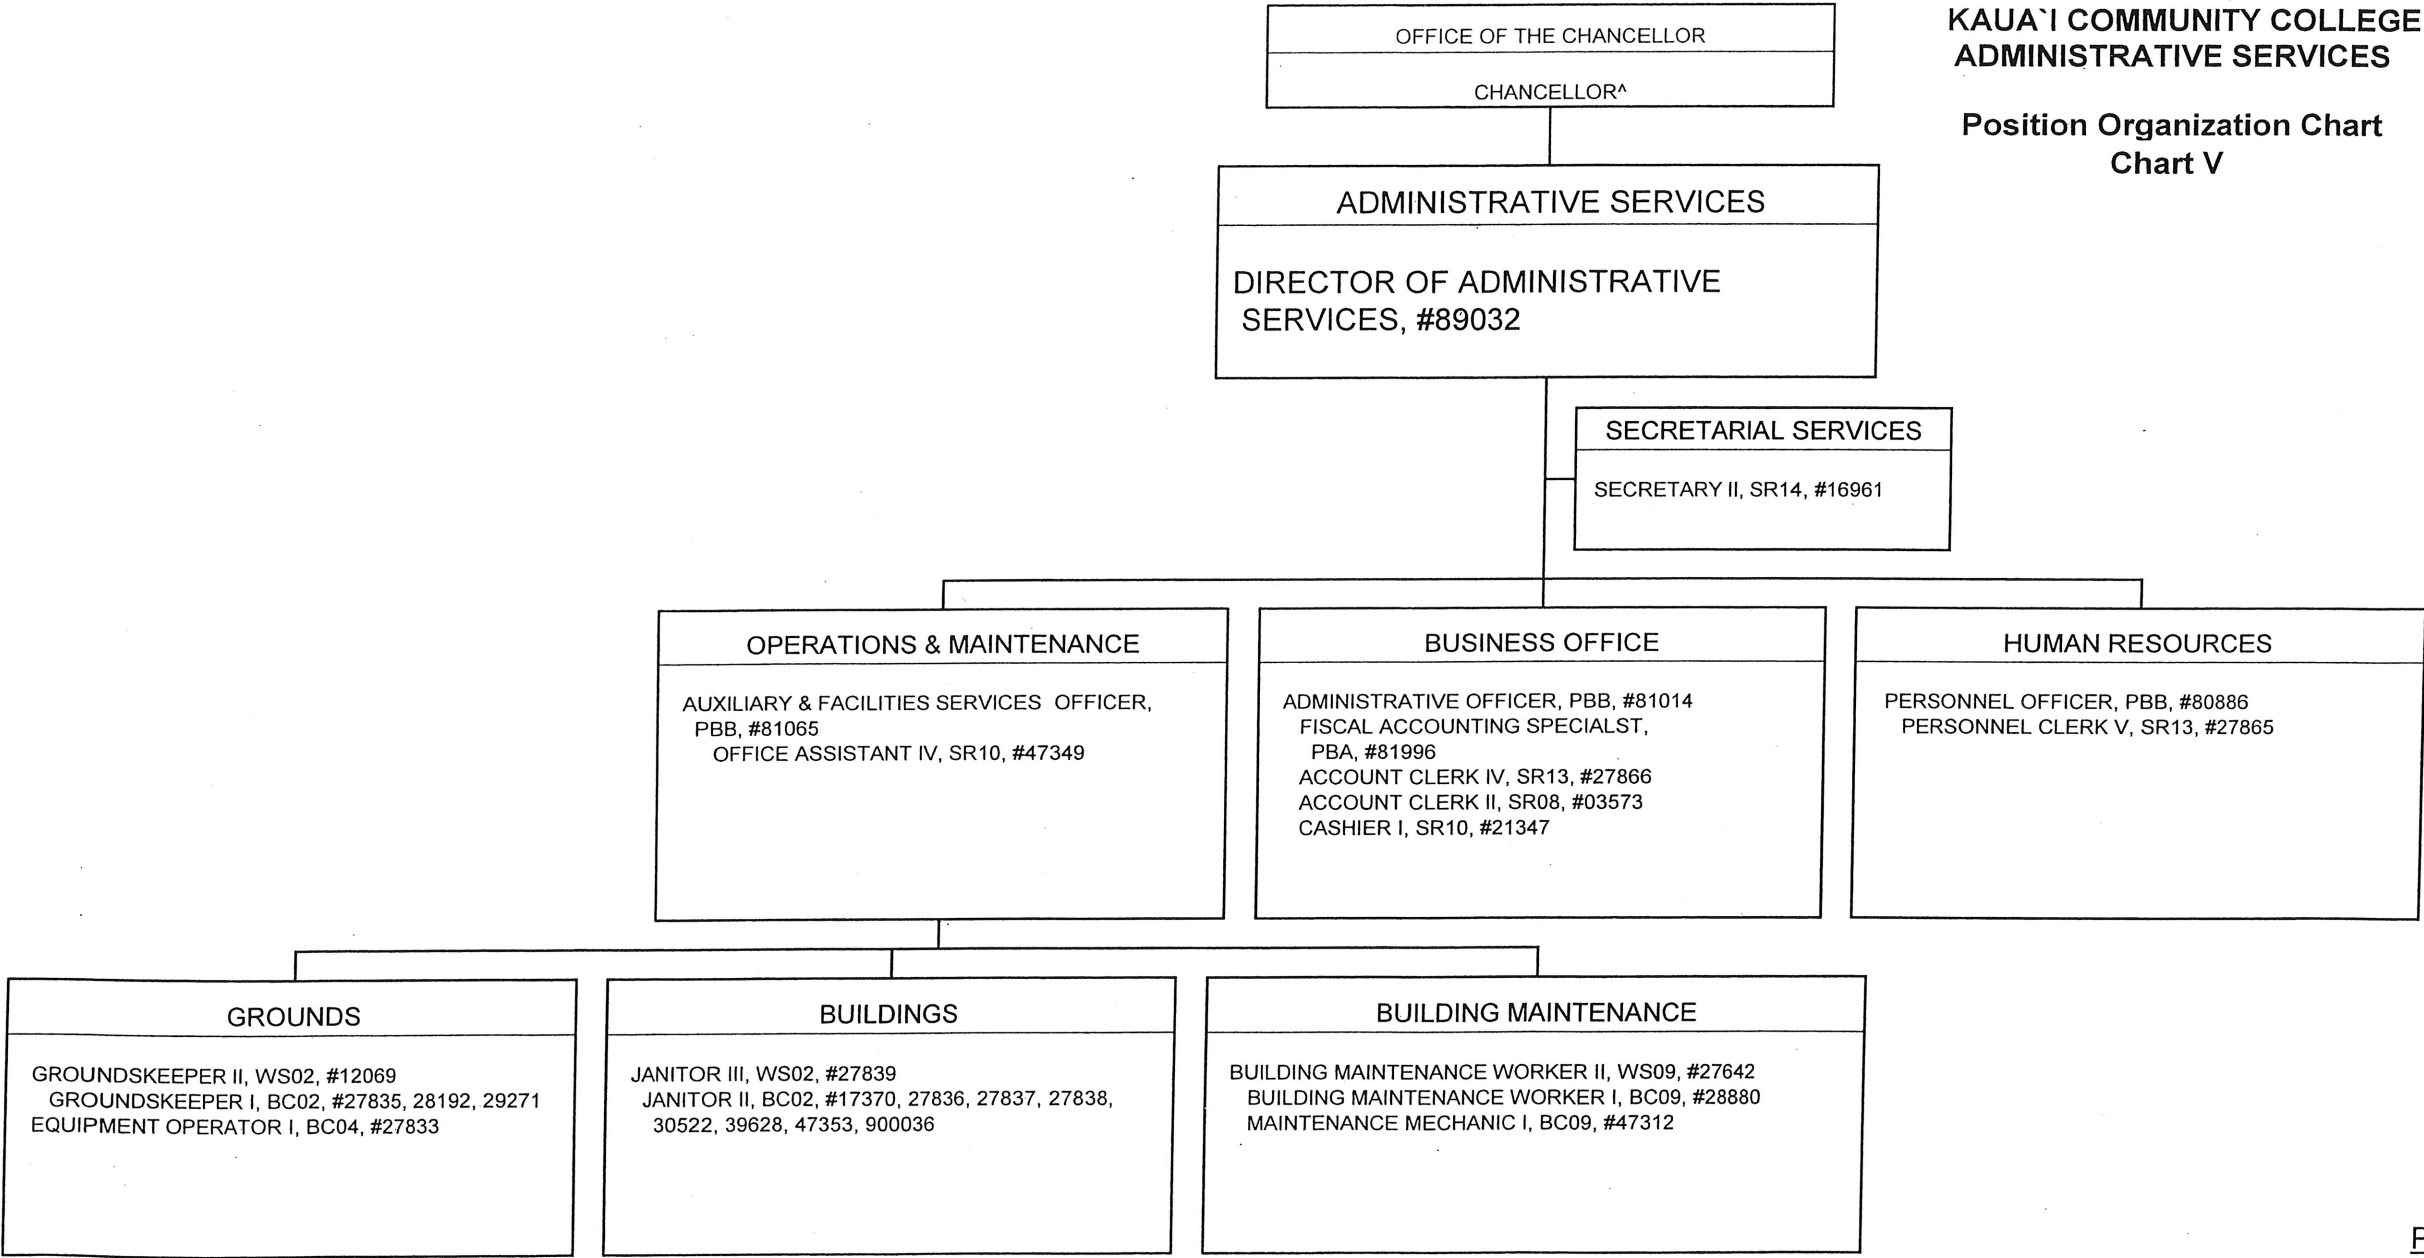 KAUA`I COMMUNITY COLLEGE
ADMINISTRATIVE SERVICES
Position Organization Chart
Chart V
OFFICE OF THE CHANCELLOR
CHANCELLOR^
ADMINISTRATIVE SERVICES
DIRECTOR OF ADMINISTRATIVE
SERVICES, #89032
SECRETARIAL SERVICES
SECRETARY II, SR14, #16961
OPERATIONS & MAINTENANCE
AUXILIARY & FACILITIES SERVICES OFFICER,
PBB, #81065
OFFICE ASSISTANT IV, SR10, #47349
BUSINESS OFFICE
ADMINISTRATIVE OFFICER, PBB, #81014
FISCAL ACCOUNTING SPECIALST,
PBA, #81996
ACCOUNT CLERK IV, SR13, #27866
ACCOUNT CLERK II, SR08, #03573
CASHIER I, SR10, #21347
HUMAN RESOURCES
PERSONNEL OFFICER, PBB, #80886
PERSONNEL CLERK V, SR13, #27865
GROUNDS
GROUNDSKEEPER II, WS02, #12069
GROUNDSKEEPER I, BC02, #27835, 28192, 29271
EQUIPMENT OPERATOR I, BC04, #27833
BUILDINGS
JANITOR III, WS02, #27839
JANITOR II, BC02, #17370, 27836, 27837, 27838,
30522, 39628, 47353, 900036
BUILDING MAINTENANCE
BUILDING MAINTENANCE WORKER II, WS09, #27642
BUILDING MAINTENANCE WORKER I, BC09, #28880
MAINTENANCE MECHANIC I, BC09, #47312